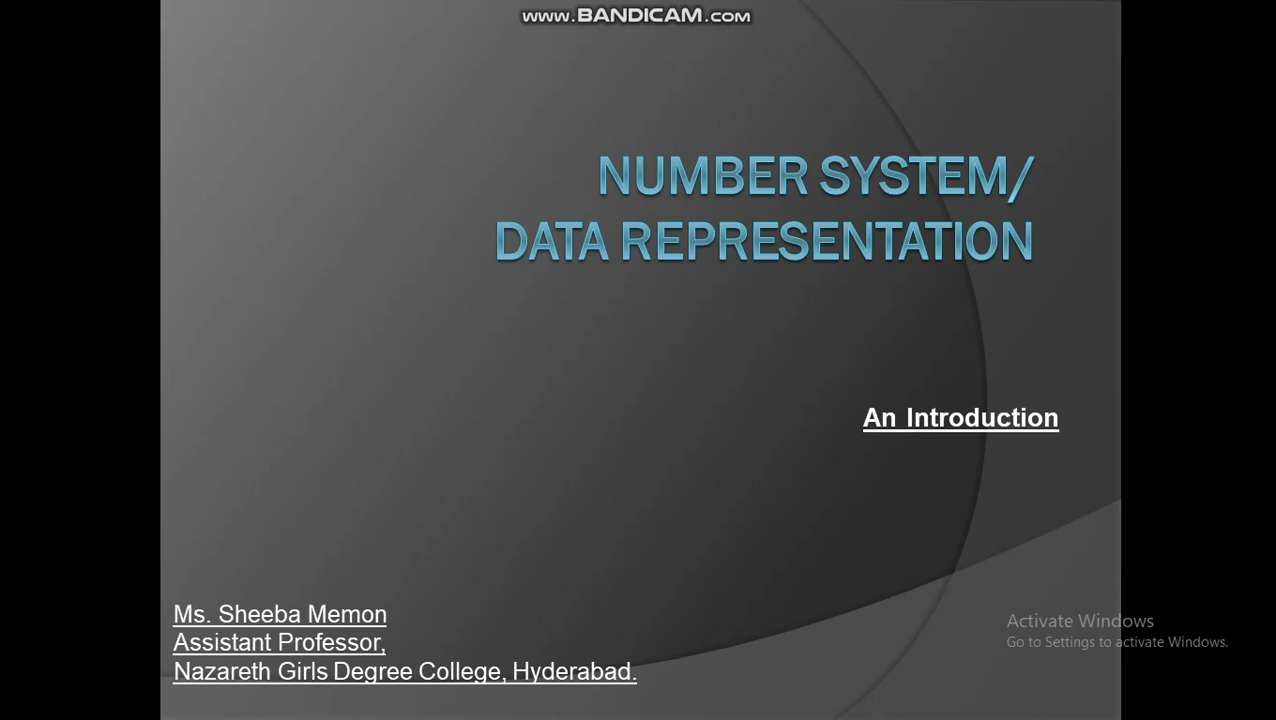 www.BANDICAM.com
NUMBER SYSTEM/
DATA REPRESENTATION
An Introduction
Ms. Sheeba Memon
Assistant Professor,
Nazareth Girls Degree College, Hyderabad.
Activate Windows
Go to Settings to activate Windows.